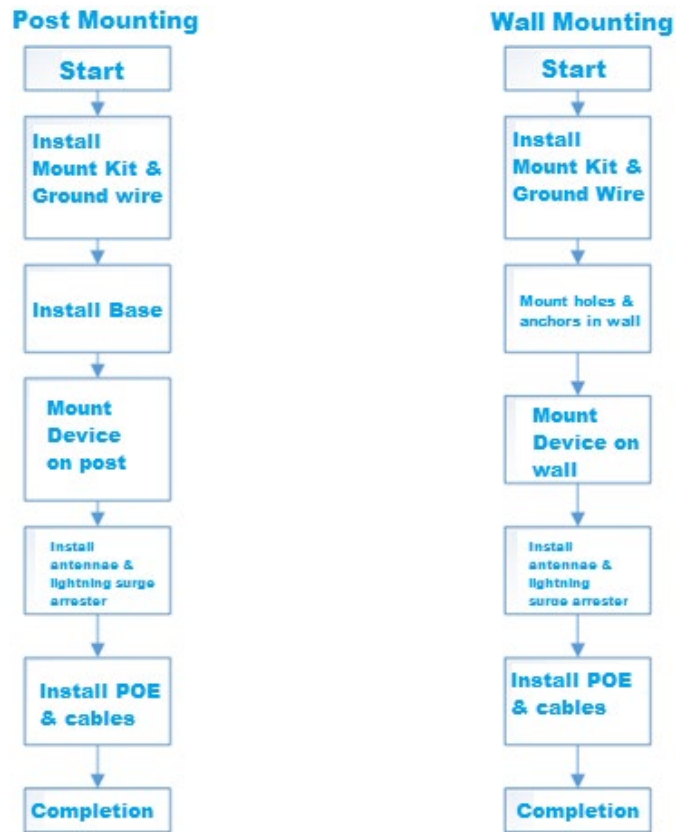 Post Mounting
Start
Install
Mount Kit &
Ground wire
Install Base
Mount
Device
on post
Install
antennae &
lightning surge
arrester
Install POE
& cables
Completion
Wall Mounting
Start
Install
Mount Kit &
Ground Wire
Mount holes &
anchors in wall
Mount
Device on
wall
Install
antennae &
lightning
surge arrester
Install POE
& cables
Completion